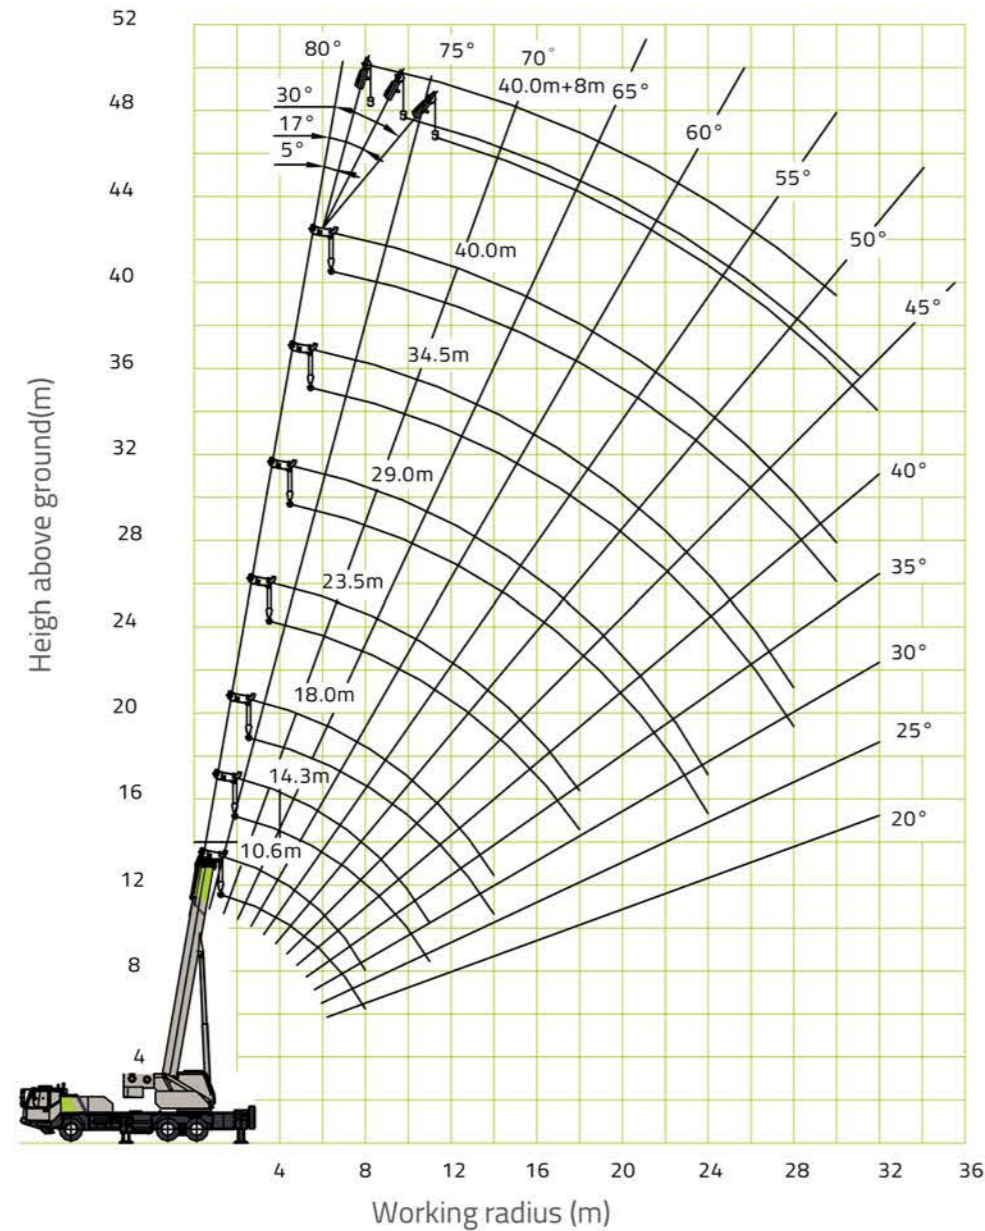 52
80°
75°
70°
30°
40.0m+8m
65°
48
17°
60°
5°
55°
44
50°
40.0m
40
45°
36
34.5m
32
29.0m
40°
28
35°
23.5m
24
30°
18.0m
20
25°
14.3m
16
20°
10.6m
12
8
4
Heigh above ground(m)
4 8 12 16 20 24 28 32 36
Working radius (m)